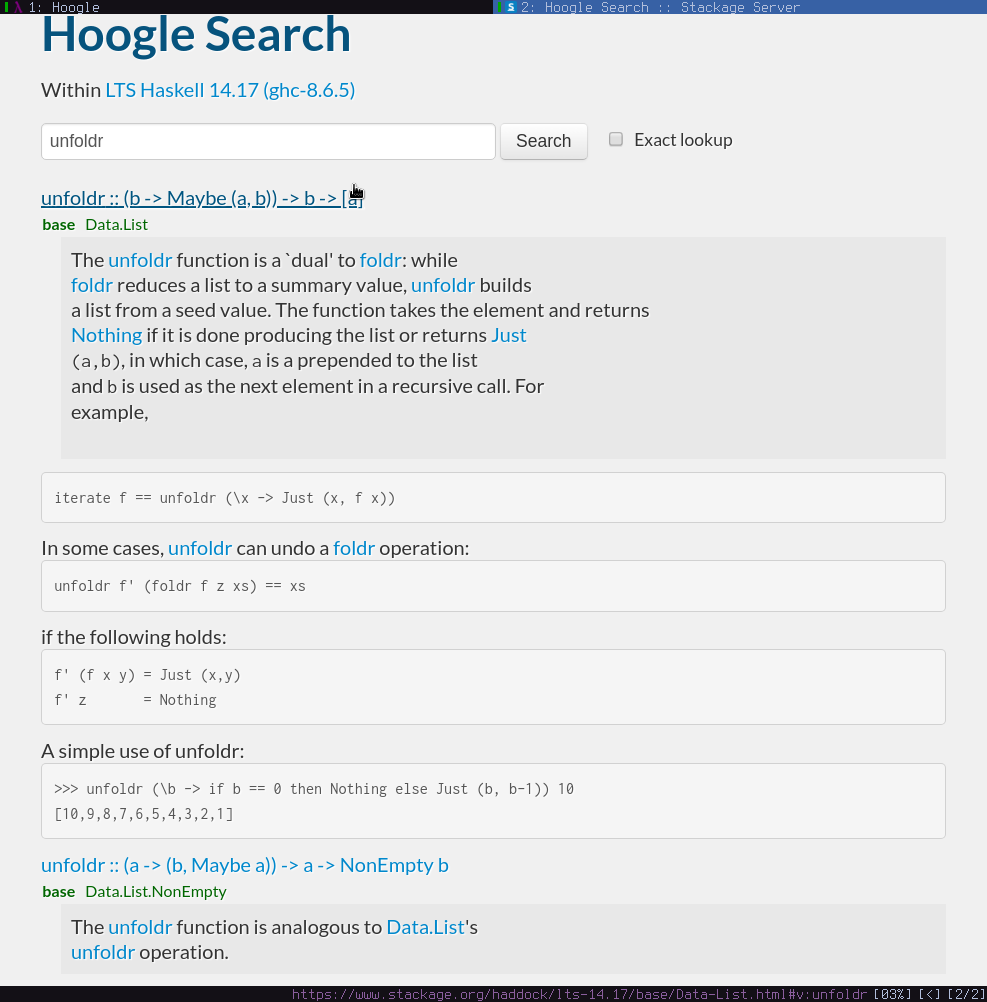 1: Hoogle
2: Hoogle Search :: Stackage Server
Hoogle Search
Within LTS Haskell 14.17 (ghc-8.6.5)
unfoldr Search Exact lookup
unfoldr :: (b -> Maybe (a, b)) -> b -> [a]
base Data.List
The unfoldr function is a `dual' to foldr: while
foldr reduces a list to a summary value, unfoldr builds
a list from a seed value. The function takes the element and returns
Nothing if it is done producing the list or returns Just
(a,b), in which case, a is a prepended to the list
and b is used as the next element in a recursive call. For
example,
iterate f == unfoldr (\x -> Just (x, f x))
In some cases, unfoldr can undo a foldr operation:
unfoldr f' (foldr f z xs) == xs
if the following holds:
f' (f x y) = Just (x,y)
f' z       = Nothing
A simple use of unfoldr:
>>> unfoldr (\b -> if b == 0 then Nothing else Just (b, b-1)) 10
[10,9,8,7,6,5,4,3,2,1]
unfoldr :: (a -> (b, Maybe a)) -> a -> NonEmpty b
base Data.List.NonEmpty
The unfoldr function is analogous to Data.List's
unfoldr operation.
https://www.stackage.org/haddock/lts-14.17/base/Data-List.html#v:unfoldr [03%] [<] [2/2]